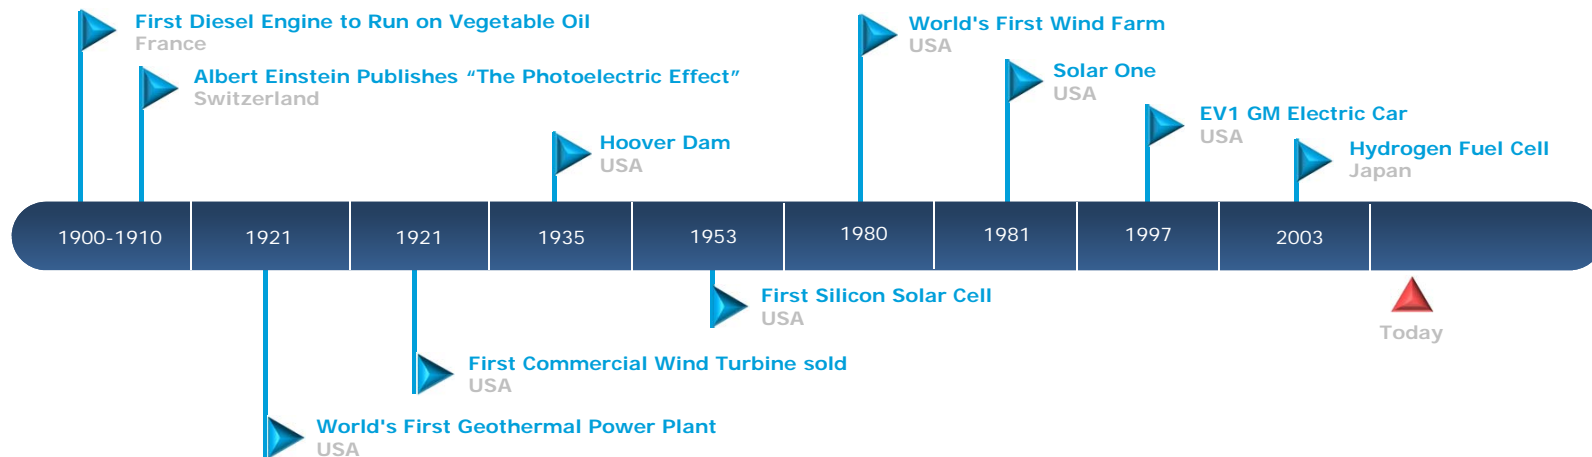 First Diesel Engine to Run on Vegetable Oil
France
Albert Einstein Publishes “The Photoelectric Effect”
Switzerland
Hoover Dam
USA
World's First Wind Farm
USA
Solar One
USA
EV1 GM Electric Car
USA
Hydrogen Fuel Cell
Japan
1900-1910
1921
1921
1935
1953
1980
1981
1997
2003
First Silicon Solar Cell
USA
Today
First Commercial Wind Turbine sold
USA
World's First Geothermal Power Plant
USA